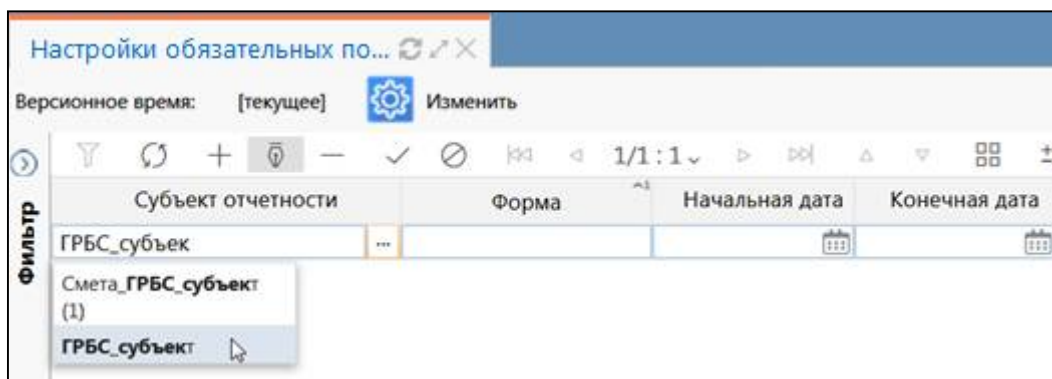 Настройки обязательных по...
Версионное время: [текущее] Изменить
1/1 : 1
Фильтр
Субъект отчетности Форма 1 Начальная дата Конечная дата
ГРБС_субъек ...
Смета_ГРБС_субъект
(1)
ГРБС_субъект